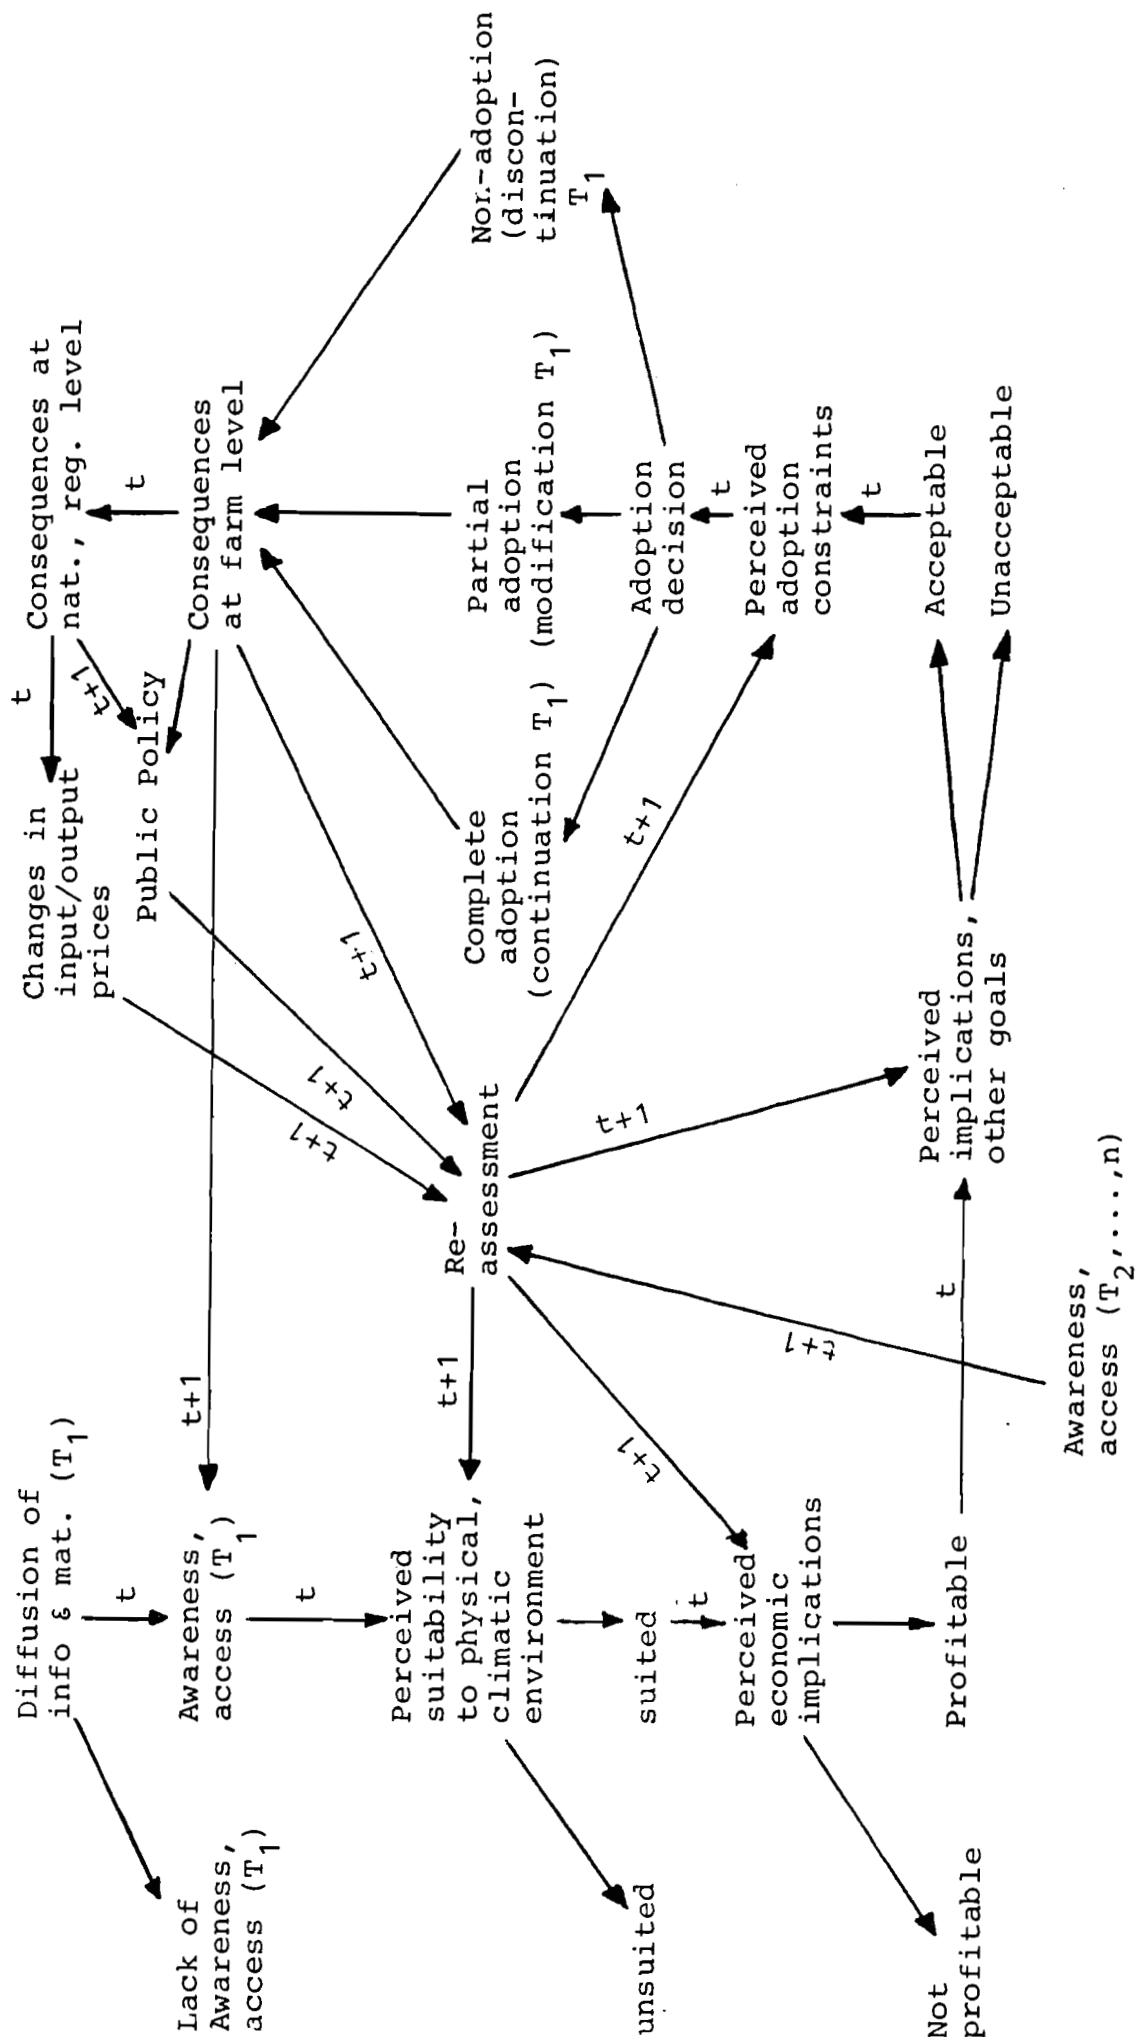 Diffusion of
info & mat. (T1)
t
Lack of
Awareness,
access (T1)
Awareness,
access (T1)
t
t+1
Perceived
suitability
to physical,
climatic
environment
unsuited
suited
t
Perceived
economic
implications
Not
profitable
Profitable
t
Awareness,
access (T2,...,n)
t+1
Re-
assessment
t+1
t+1
t+1
t+1
t+1
t+1
t+1
Perceived
implications,
other goals
Acceptable
Unacceptable
t
Perceived
adoption
constraints
t
Adoption
decision
Complete
adoption
(continuation T1)
Partial
adoption
(modification T1)
Nor.-adoption
(discon-
tinuation)
T1
Consequences
at farm level
t
Consequences at
nat., reg. level
t
t+1
Changes in
input/output
prices
Public Policy